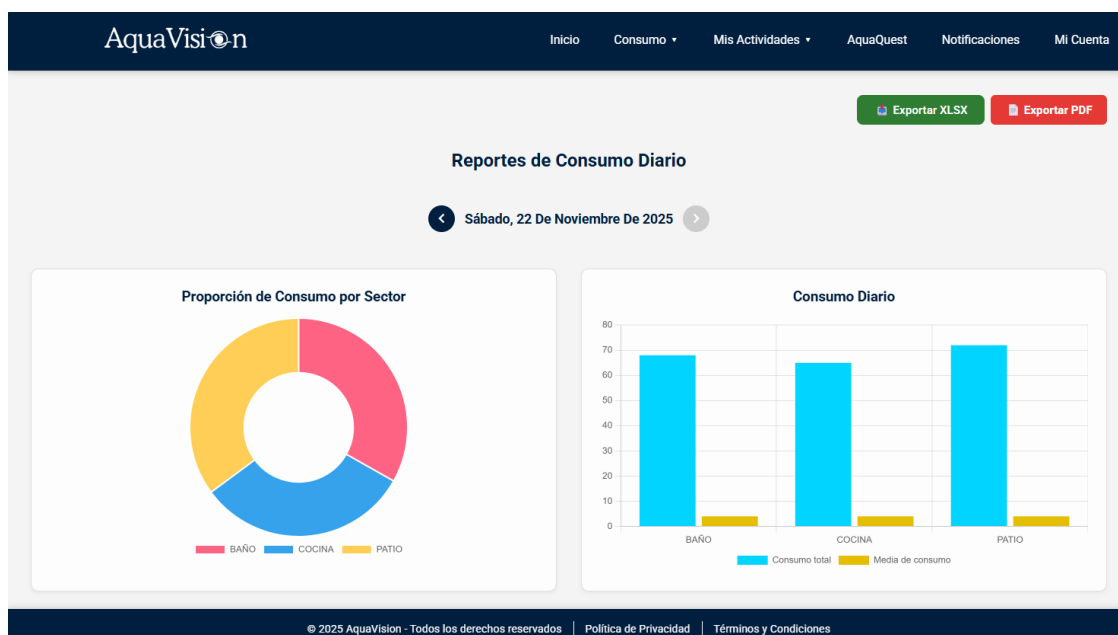 AquaVision
Inicio Consumo ▾ Mis Actividades ▾ AquaQuest Notificaciones Mi Cuenta
Exportar XLSX Exportar PDF
Reportes de Consumo Diario
Sábado, 22 De Noviembre De 2025
Proporción de Consumo por Sector
BAÑO COCINA PATIO
Consumo Diario
80
70
60
50
40
30
20
10
0
BAÑO COCINA PATIO
Consumo total Media de consumo
© 2025 AquaVision - Todos los derechos reservados | Política de Privacidad | Términos y Condiciones